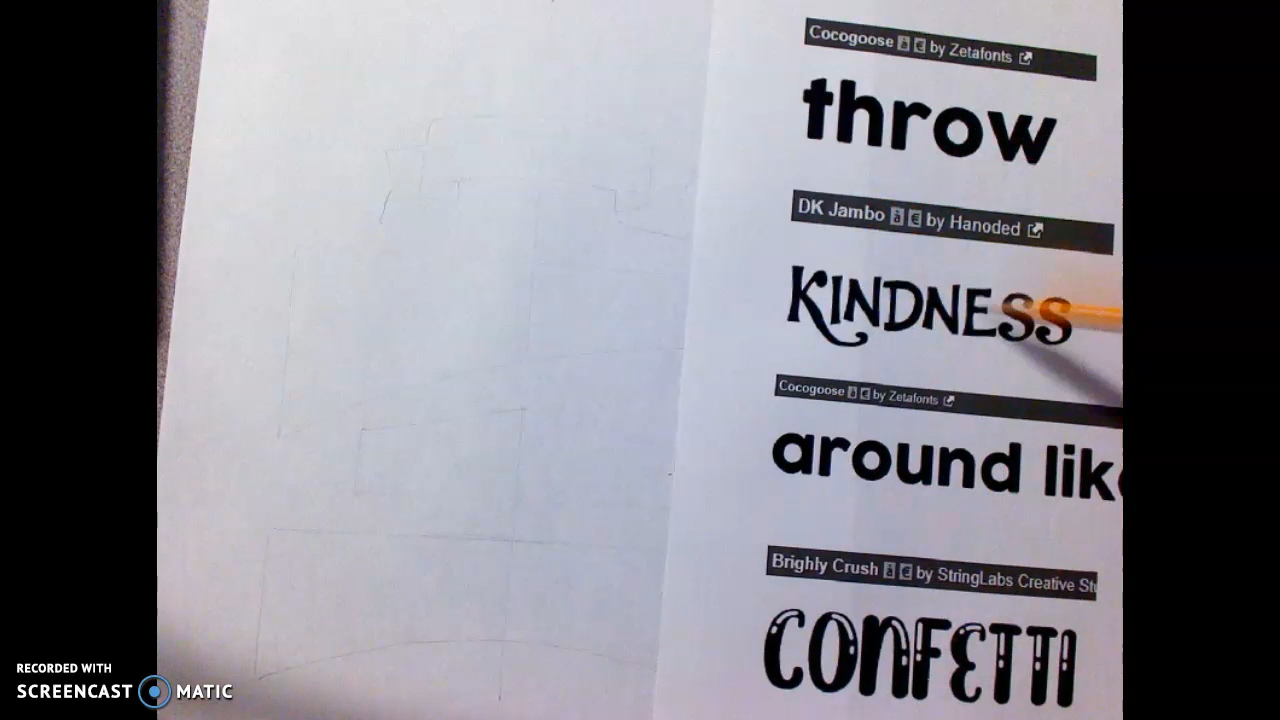 Cocogoose à € by Zetafonts
throw
DK Jambo à € by Hanoded
KINDNESS
Cocogoose à € by Zetafonts
around lik
Brighly Crush à € by StringLabs Creative St
CONFETTI
RECORDED WITH
SCREENCAST MATIC